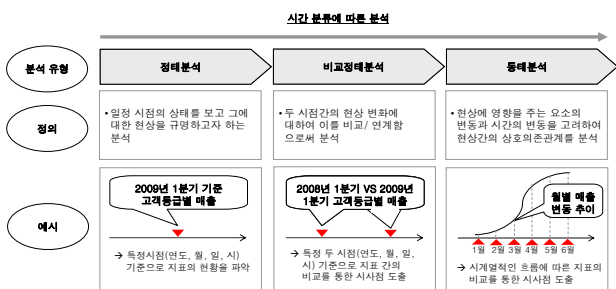 시간 분류에 따른 분석
분석 유형
정태분석
비교정태분석
동태분석
정의
• 일정 시점의 상태를 보고 그에
대한 현상을 규명하고자 하는
분석
• 두 시점간의 현상 변화에
대하여 이를 비교/ 연계함
으로써 분석
• 현상에 영향을 주는 요소의
변동과 시간의 변동을 고려하여
현상간의 상호의존관계를 분석
예시
2009년 1분기 기준
고객등급별 매출
→ 특정시점(연도, 월, 일, 시)
기준으로 지표의 현황을 파악
2008년 1분기 VS 2009년
1분기 고객등급별 매출
→ 특정 두 시점(연도, 월, 일,
시) 기준으로 지표 간의
비교를 통한 시사점 도출
월별 매출
변동 추이
1월 2월 3월 4월 5월 6월
→ 시계열적인 흐름에 따른 지표의
비교를 통한 시사점 도출